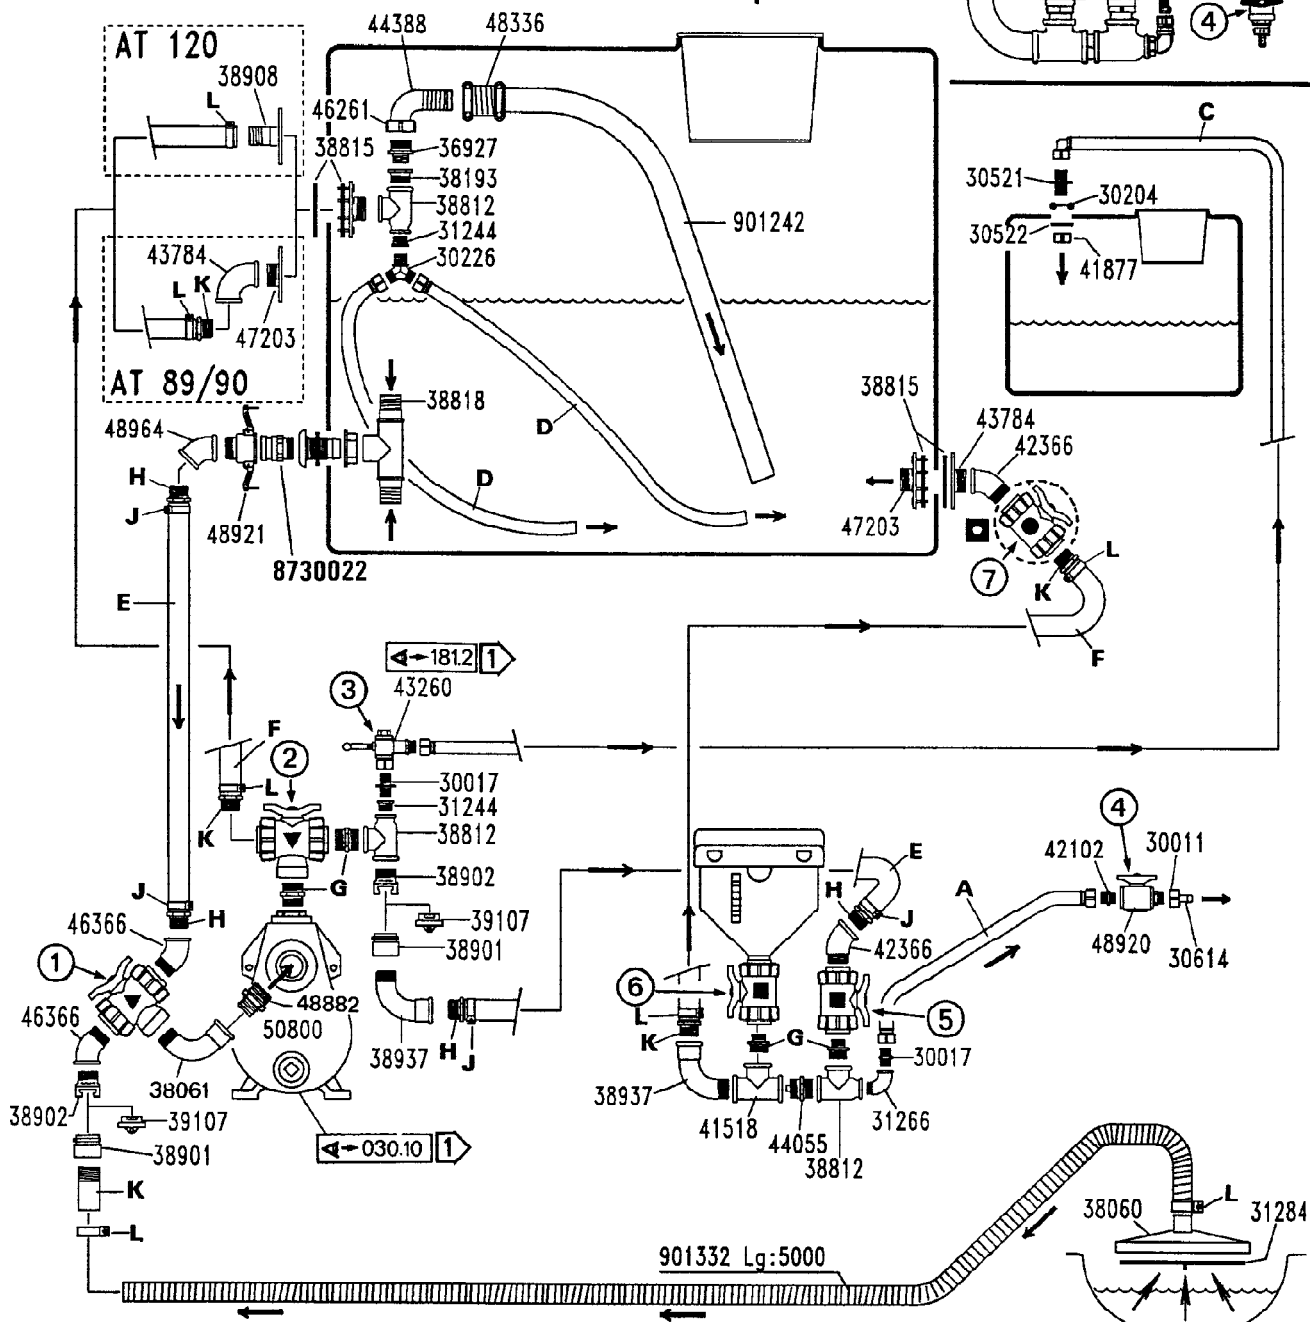 4
AT 120
38908
L
44388
48336
46261
38815
36927
38193
38812
31244
30226
901242
C
30521
30204
30522
41877
43784
L
K
47203
AT 89/90
38818
D
D
48964
H
J
48921
8730022
38815
43784
42366
47203
7
L
K
F
E
181.2 1
43260
3
F
2
L
K
30017
31244
38812
G
38902
39107
38901
J
H
46366
1
46366
48882
50800
38061
38937
H
J
38902
39107
38901
K
L
030.10 1
4
42102
30011
A
48920
30614
E
H
J
42366
6
L
K
G
5
30017
38937
41518
44055
38812
31266
38060
L
31284
901332 Lg:5000